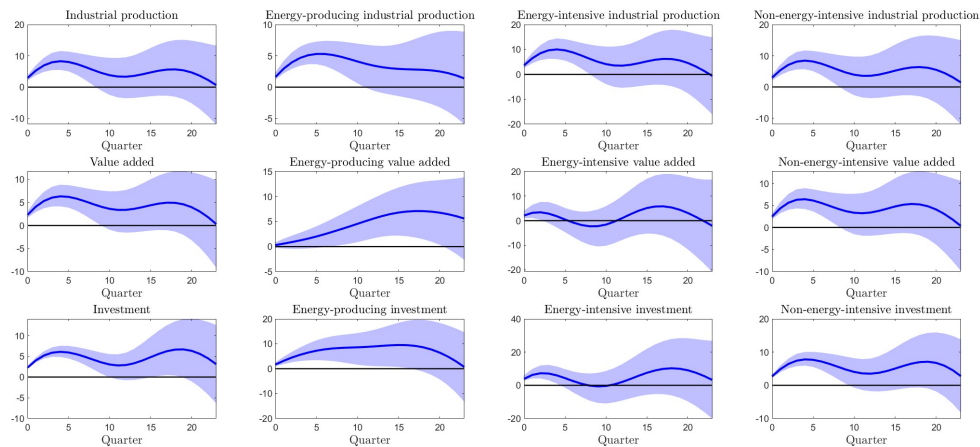 Industrial production
Energy-producing industrial production
Energy-intensive industrial production
Non-energy-intensive industrial production
20
10
0
-10
0 5 10 15 20
Quarter
10
5
0
-5
0 5 10 15 20
Quarter
20
10
0
-10
-20
0 5 10 15 20
Quarter
20
10
0
-10
0 5 10 15 20
Quarter
Value added
Energy-producing value added
Energy-intensive value added
Non-energy-intensive value added
10
5
0
-5
-10
0 5 10 15 20
Quarter
15
10
5
0
-5
0 5 10 15 20
Quarter
20
10
0
-10
-20
0 5 10 15 20
Quarter
10
5
0
-5
-10
0 5 10 15 20
Quarter
Investment
Energy-producing investment
Energy-intensive investment
Non-energy-intensive investment
10
5
0
-5
-10
0 5 10 15 20
Quarter
20
10
0
-10
-20
0 5 10 15 20
Quarter
40
20
0
-20
0 5 10 15 20
Quarter
20
10
0
-10
0 5 10 15 20
Quarter